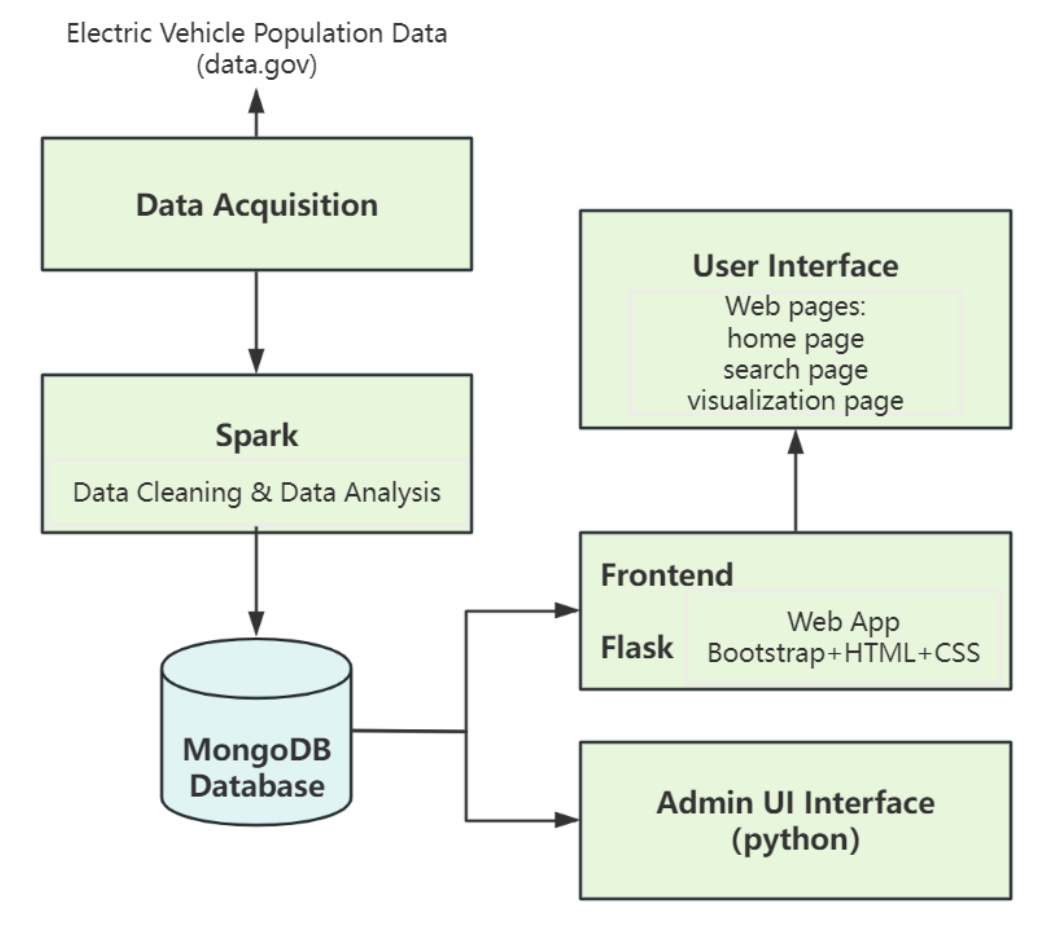 Electric Vehicle Population Data
(data.gov)
Data Acquisition
Spark
Data Cleaning & Data Analysis
MongoDB
Database
User Interface
Web pages:
home page
search page
visualization page
Frontend
Flask
Web App
Bootstrap+HTML+CSS
Admin UI Interface
(python)